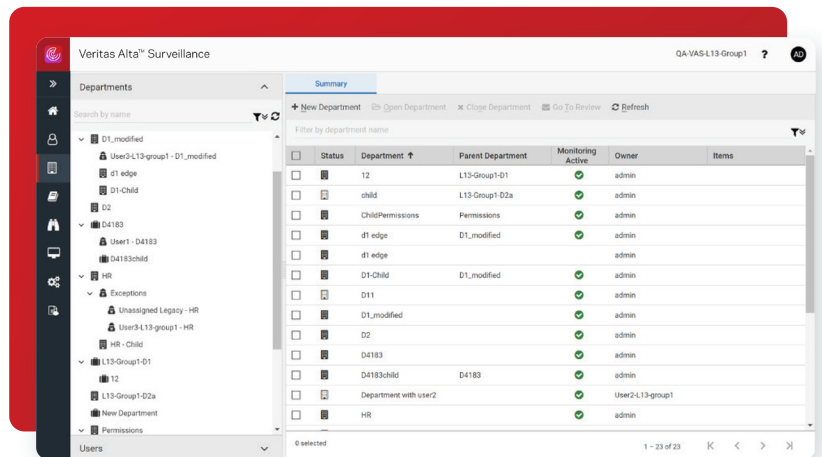 Veritas Alta™ Surveillance
QA-VAS-L13-Group1 ? AD
Departments
Search by name
D1_modified
User3-L13-group1 - D1_modified
d1 edge
D1-Child
D2
D4183
User1 - D4183
D4183child
HR
Exceptions
Unassigned Legacy - HR
User3-L13-group1 - HR
HR - Child
L13-Group1-D1
12
L13-Group1-D2a
New Department
Permissions
Users
Summary
New Department Open Department Close Department Go To Review Refresh
Filter by department name
Status Department Parent Department Monitoring Active Owner Items
12 L13-Group1-D1 admin
child L13-Group1-D2a admin
ChildPermissions Permissions admin
d1 edge D1_modified admin
d1 edge admin
D1-Child D1_modified admin
D11 admin
D1_modified admin
D2 admin
D4183 admin
D4183child D4183 admin
Department with user2 User2-L13-group1
HR admin
0 selected
1 – 23 of 23